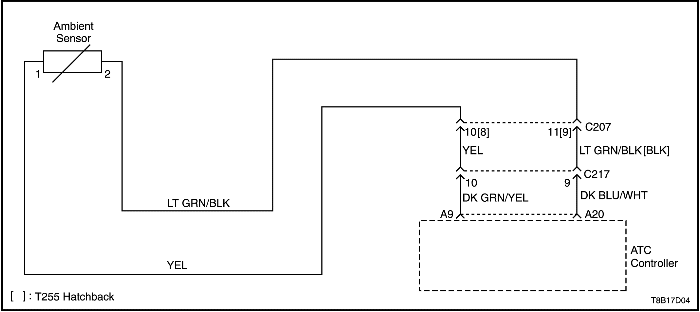 Ambient
Sensor
1 2
10[8] 11[9] C207
YEL LT GRN/BLK[BLK]
C217
10 9
DK GRN/YEL DK BLU/WHT
LT GRN/BLK
A9 A20
ATC
Controller
YEL
[ ] : T255 Hatchback
T8B17D04